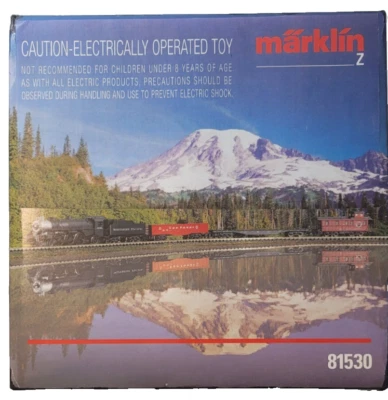 CAUTION-ELECTRICALLY OPERATED TOY
märklin
Z
NOT RECOMMENDED FOR CHILDREN UNDER 8 YEARS OF AGE
AS WITH ALL ELECTRIC PRODUCTS, PRECAUTIONS SHOULD BE
OBSERVED DURING HANDLING AND USE TO PREVENT ELECTRIC SHOCK.
81530